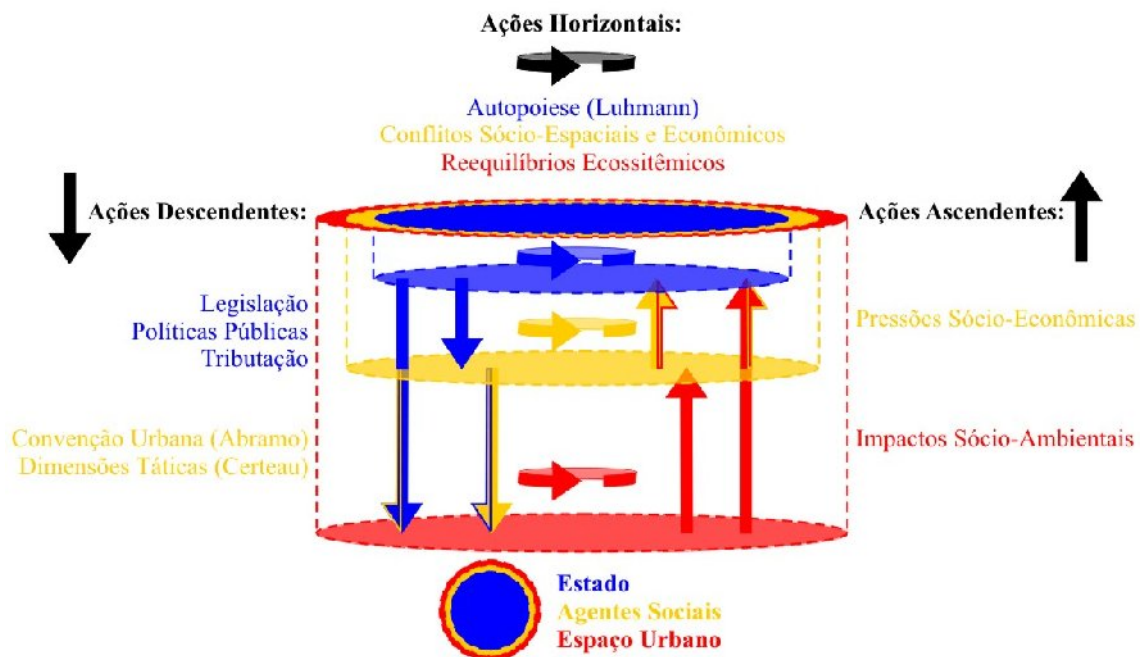 Ações Horizontais:
Autopoiese (Luhmann)
Conflitos Sócio-Espaciais e Econômicos
Reequilíbrios Ecossitêmicos
Ações Descendentes:
Ações Ascendentes:
Legislação
Políticas Públicas
Tributação
Pressões Sócio-Econômicas
Convenção Urbana (Abramo)
Dimensões Táticas (Certeau)
Impactos Sócio-Ambientais
Estado
Agentes Sociais
Espaço Urbano